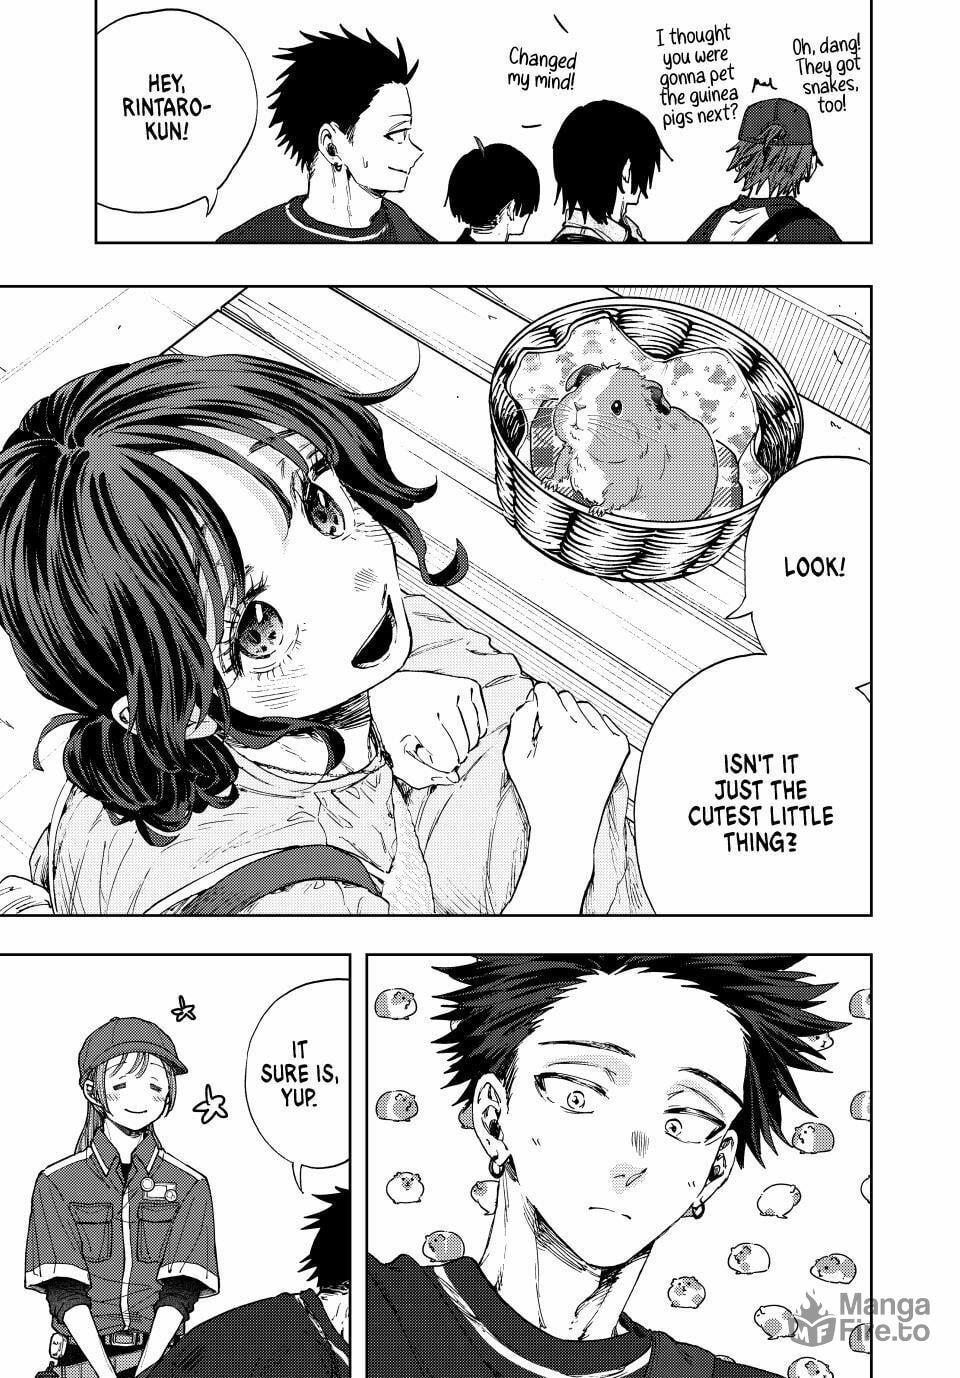 Oh, dang!
They got
snakes,
too!
I thought
you were
gonna pet
the guinea
pigs next?
Changed
my mind!
HEY,
RINTARO-
KUN!
LOOK!
ISN'T IT
JUST THE
CUTEST LITTLE
THING?
IT
SURE IS,
YUP.
Manga
Fire.to
MF